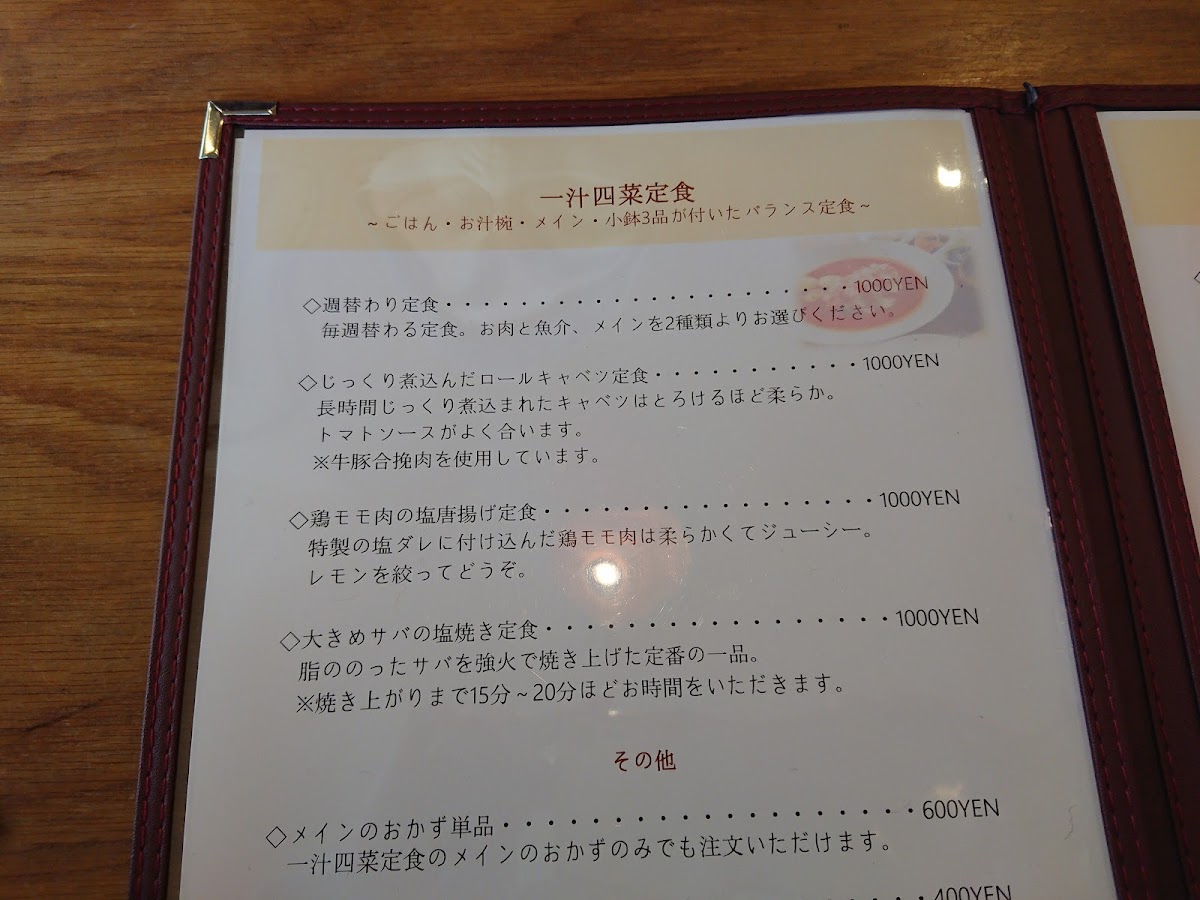 一汁四菜定食
～ごはん・お汁椀・メイン・小鉢3品が付いたバランス定食～
◇週替わり定食・・・・・・・・・・・・・・・・・・・・・・1000YEN
毎週替わる定食。お肉と魚介、メインを2種類よりお選びください。
◇じっくり煮込んだロールキャベツ定食・・・・・・・・・・・1000YEN
長時間じっくり煮込まれたキャベツはとろけるほど柔らか。
トマトソースがよく合います。
※牛豚合挽肉を使用しています。
◇鶏モモ肉の塩唐揚げ定食・・・・・・・・・・・・・・・・・・1000YEN
特製の塩ダレに付け込んだ鶏モモ肉は柔らかくてジューシー。
レモンを絞ってどうぞ。
◇大きめサバの塩焼き定食・・・・・・・・・・・・・・・・・・・1000YEN
脂ののったサバを強火で焼き上げた定番の一品。
※焼き上がりまで15分～20分ほどお時間をいただきます。
その他
◇メインのおかず単品・・・・・・・・・・・・・・・・・・・・・・600YEN
一汁四菜定食のメインのおかずのみでも注文いただけます。
400YEN